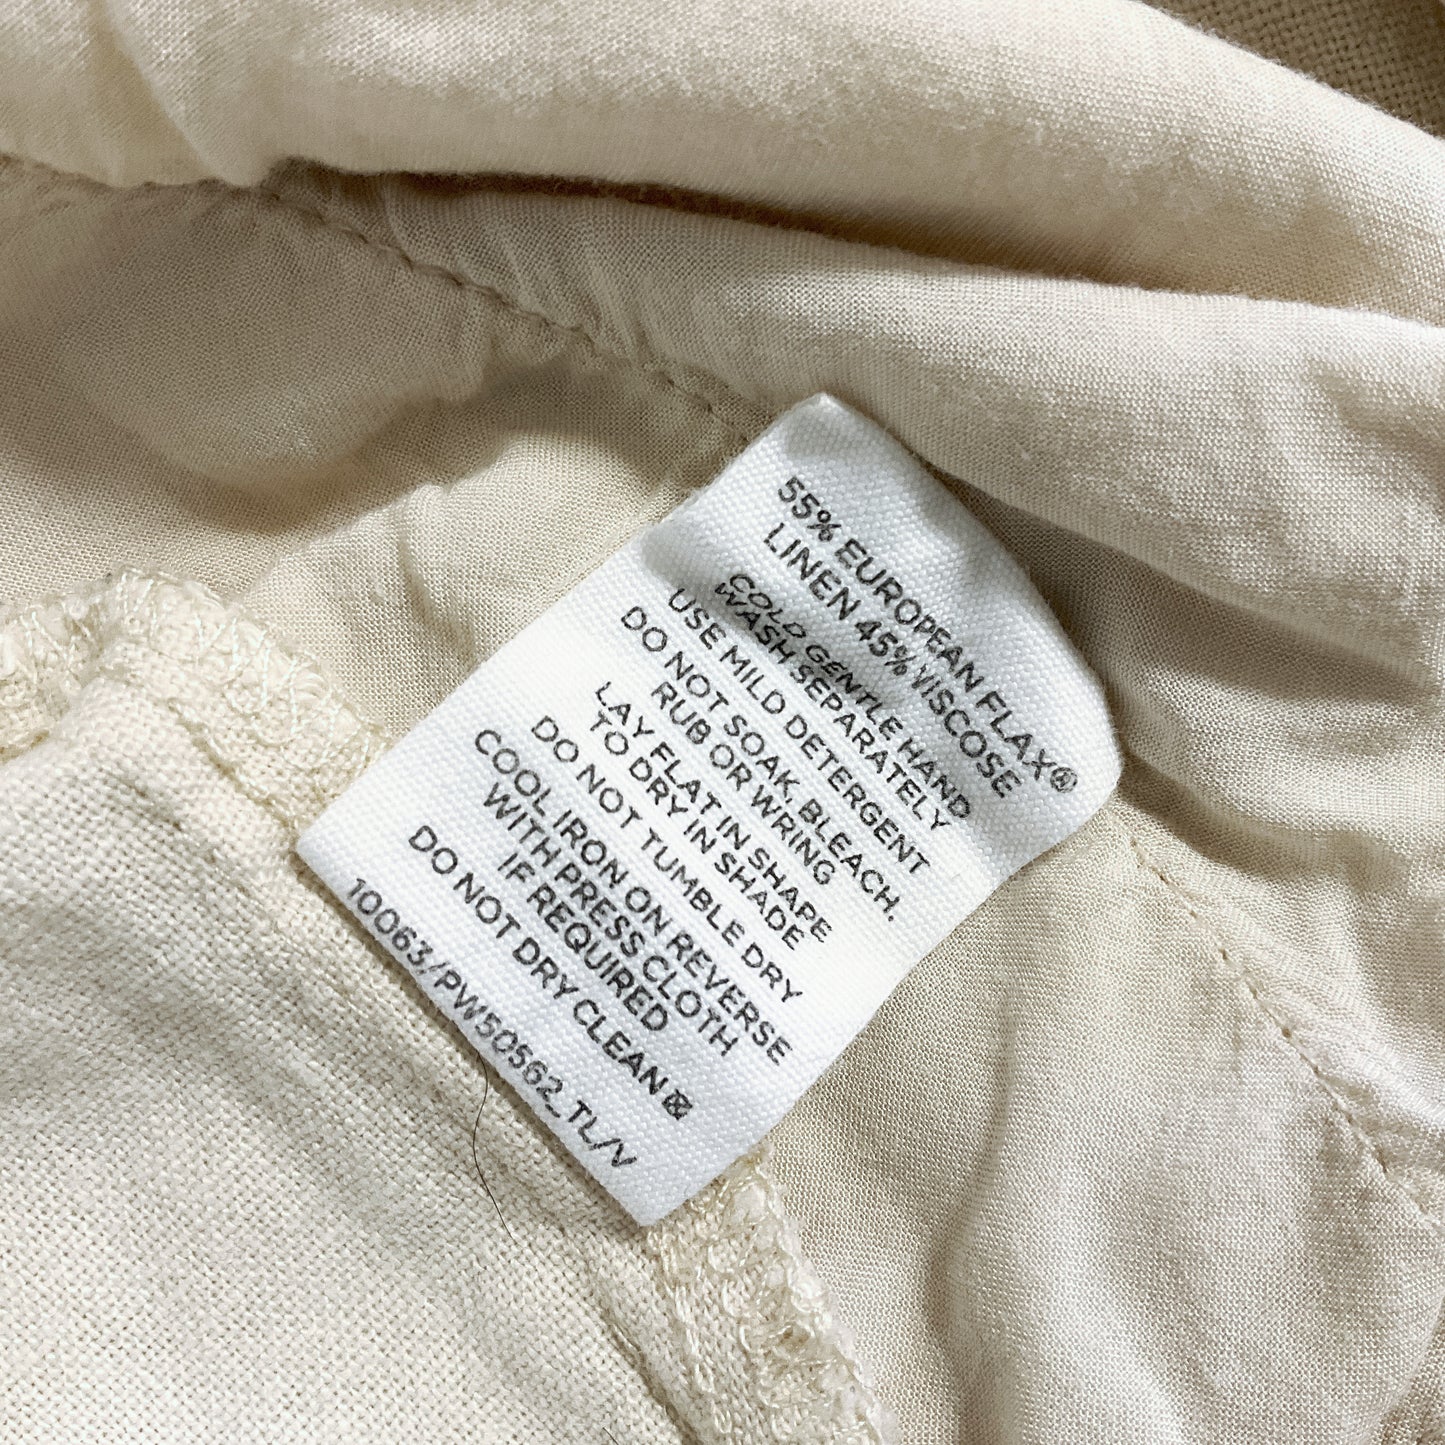 55% EUROPEAN FLAX®
LINEN 45% VISCOSE
COLD GENTLE HAND
WASH SEPARATELY
USE MILD DETERGENT
DO NOT SOAK, BLEACH,
RUB OR WRING
LAY FLAT IN SHAPE
TO DRY IN SHADE
DO NOT TUMBLE DRY
COOL IRON ON REVERSE
WITH PRESS CLOTH
IF REQUIRED
DO NOT DRY CLEAN
10063/PW50562_TL/V